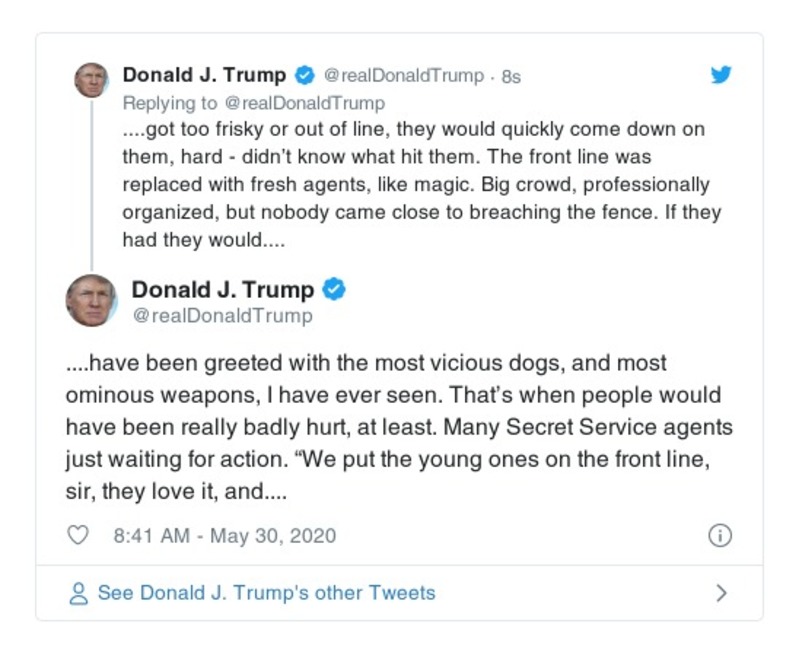 Donald J. Trump @realDonaldTrump · 8s
Replying to @realDonaldTrump
....got too frisky or out of line, they would quickly come down on
them, hard - didn’t know what hit them. The front line was
replaced with fresh agents, like magic. Big crowd, professionally
organized, but nobody came close to breaching the fence. If they
had they would....
Donald J. Trump
@realDonaldTrump
....have been greeted with the most vicious dogs, and most
ominous weapons, I have ever seen. That’s when people would
have been really badly hurt, at least. Many Secret Service agents
just waiting for action. “We put the young ones on the front line,
sir, they love it, and....
8:41 AM - May 30, 2020
See Donald J. Trump's other Tweets